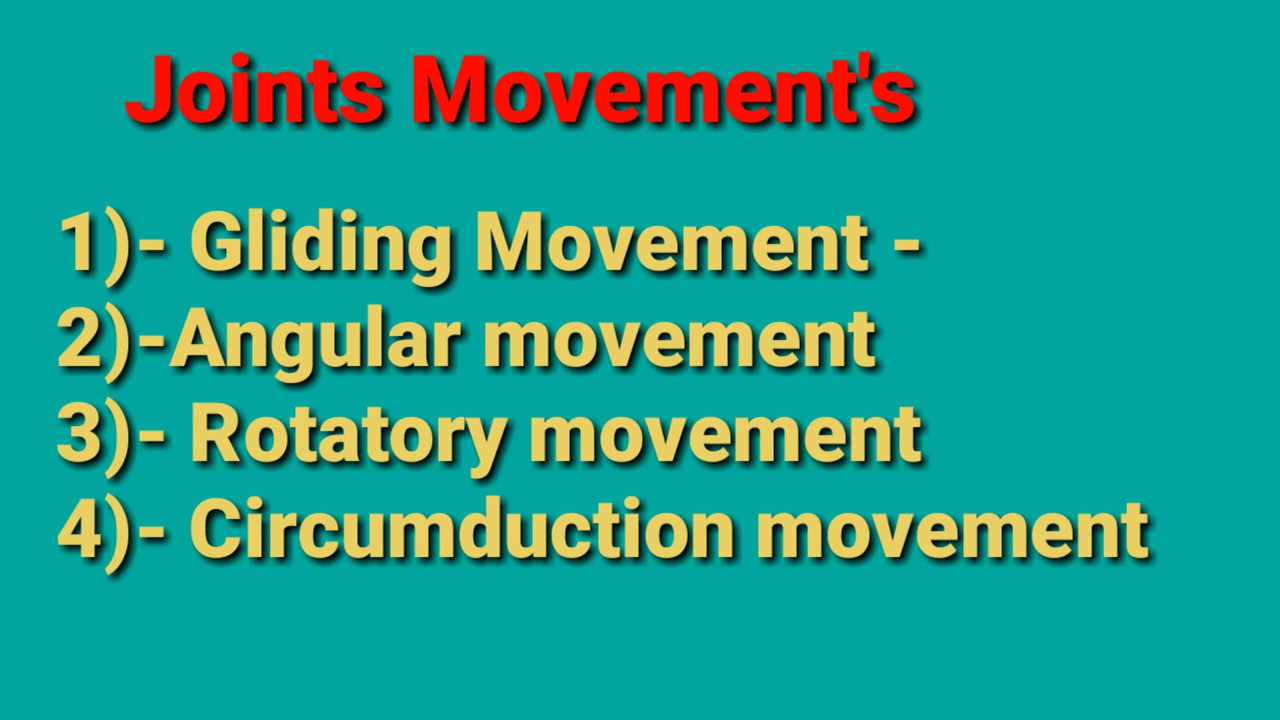 Joints Movement's
1)- Gliding Movement -
2)-Angular movement
3)- Rotatory movement
4)- Circumduction movement